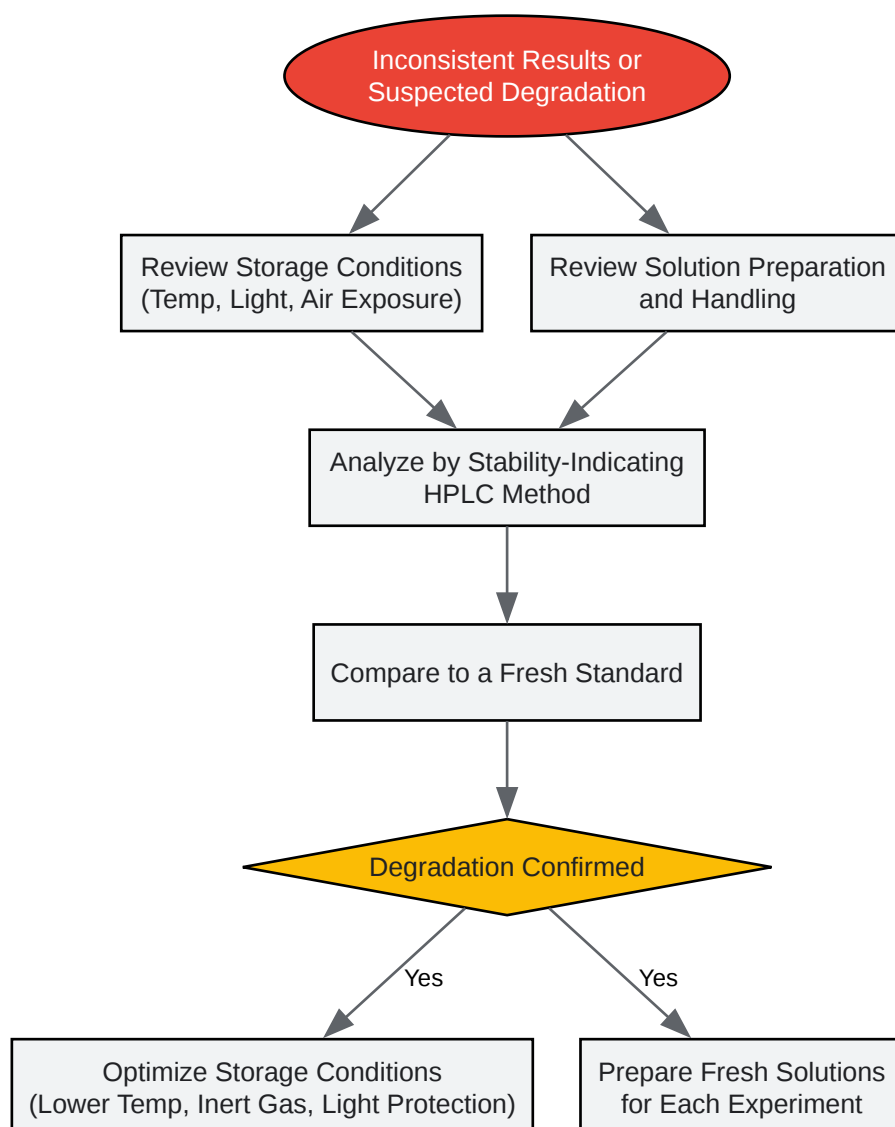 Inconsistent Results or
Suspected Degradation
Review Storage Conditions
(Temp, Light, Air Exposure)
Review Solution Preparation
and Handling
Analyze by Stability-Indicating
HPLC Method
Compare to a Fresh Standard
Degradation Confirmed
Yes
Yes
Optimize Storage Conditions
(Lower Temp, Inert Gas, Light Protection)
Prepare Fresh Solutions
for Each Experiment